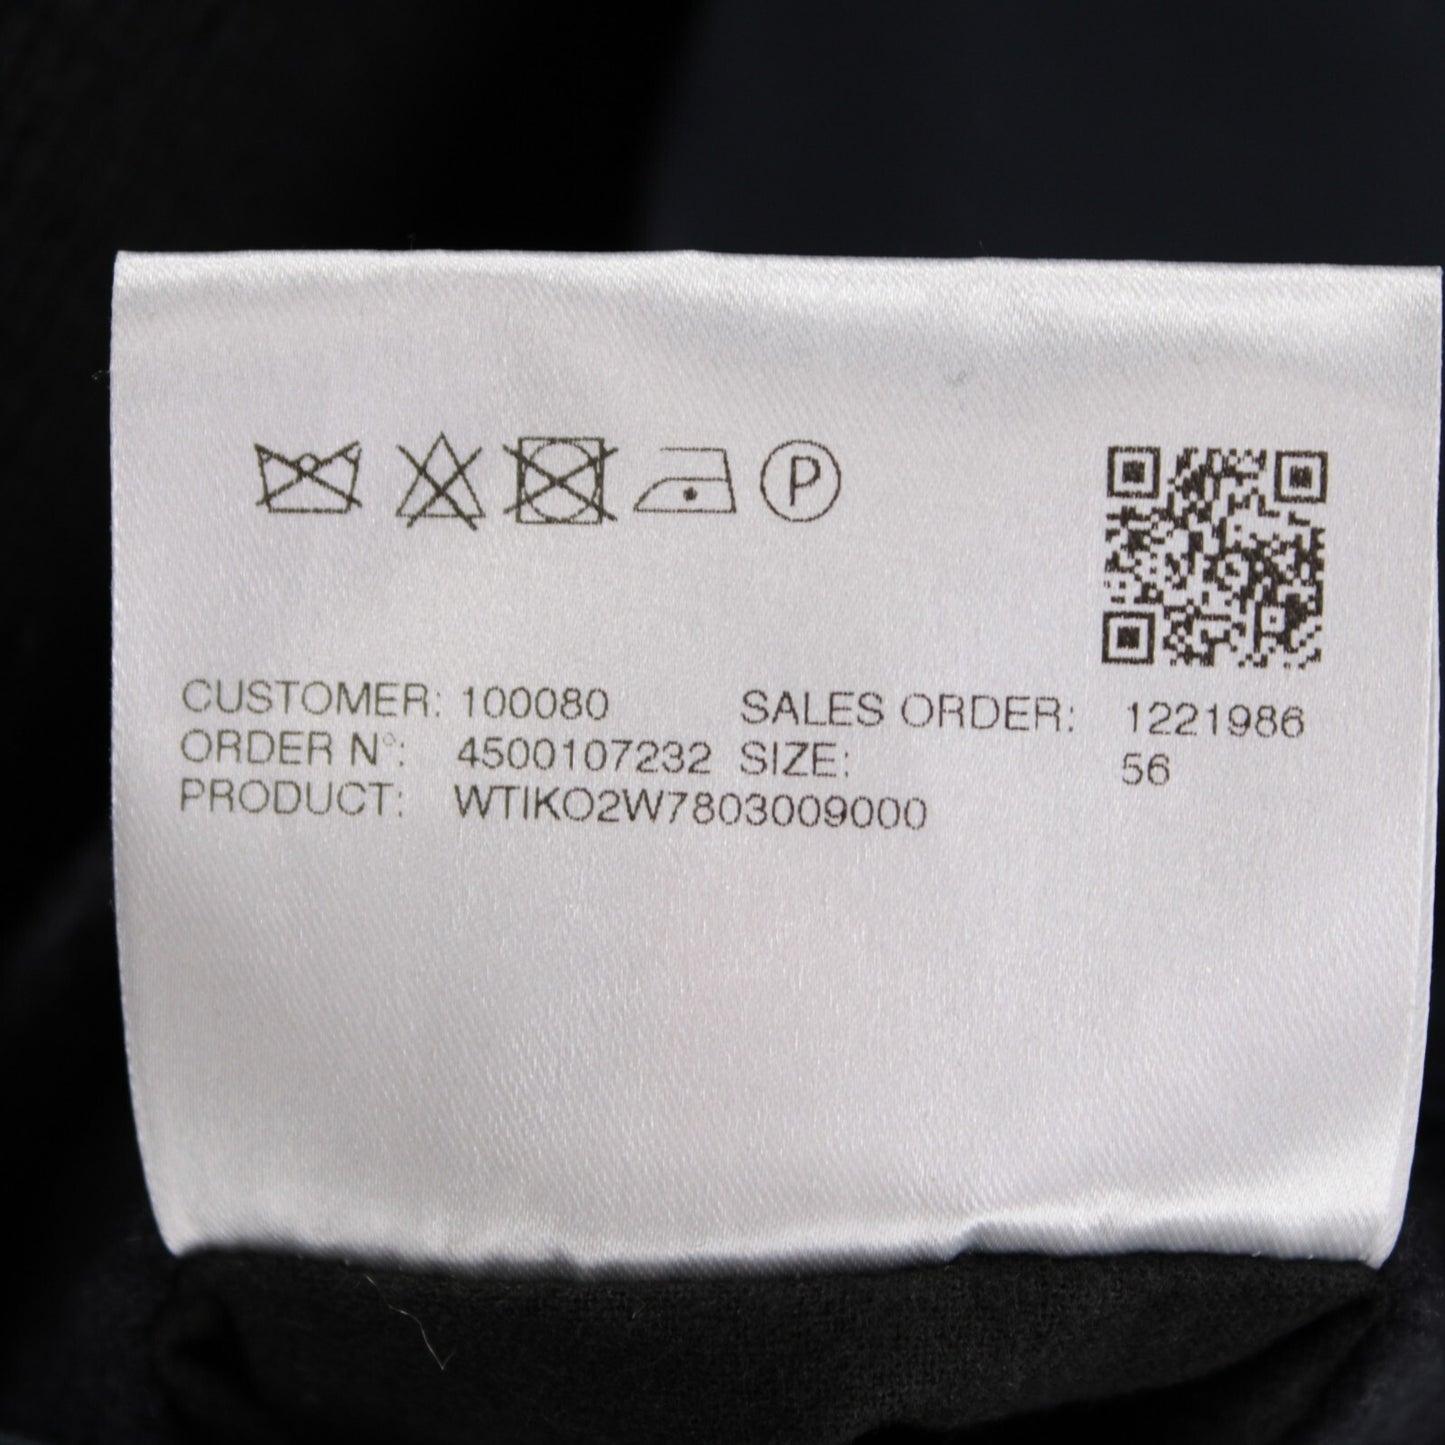 P
CUSTOMER: 100080 SALES ORDER: 1221986
ORDER N°: 4500107232 SIZE: 56
PRODUCT: WTIKO2W7803009000